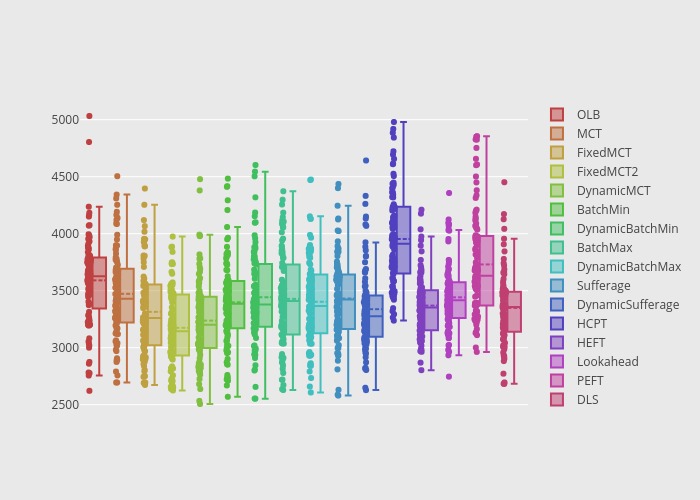 5000
4500
4000
3500
3000
2500
OLB
MCT
FixedMCT
FixedMCT2
DynamicMCT
BatchMin
DynamicBatchMin
BatchMax
DynamicBatchMax
Sufferage
DynamicSufferage
HCPT
HEFT
Lookahead
PEFT
DLS